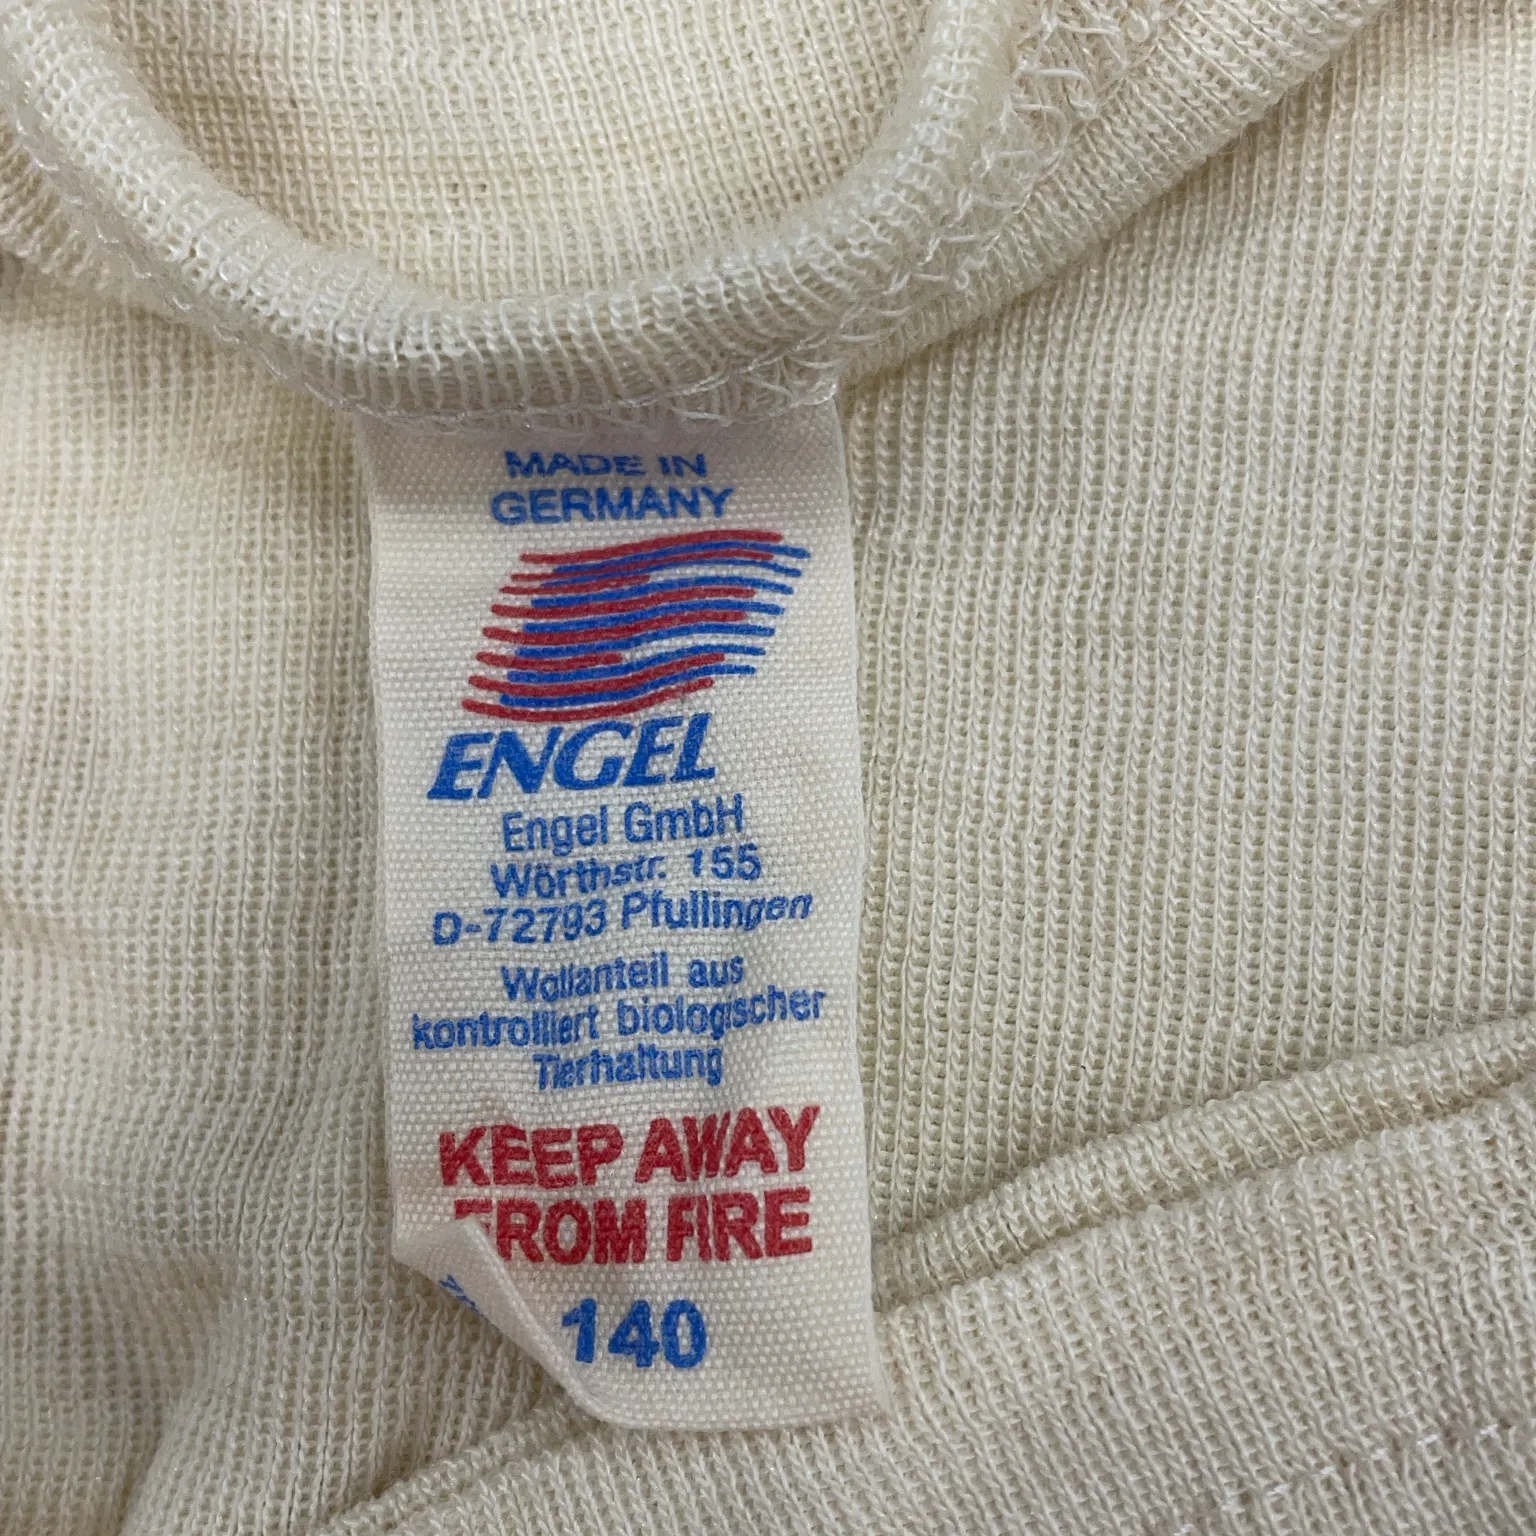 MADE IN
GERMANY
ENGEL
Engel GmbH
Wörthstr. 155
D-72793 Pfullingen
Wollanteil aus
kontrolliert biologischer
Tierhaltung
KEEP AWAY
FROM FIRE
140